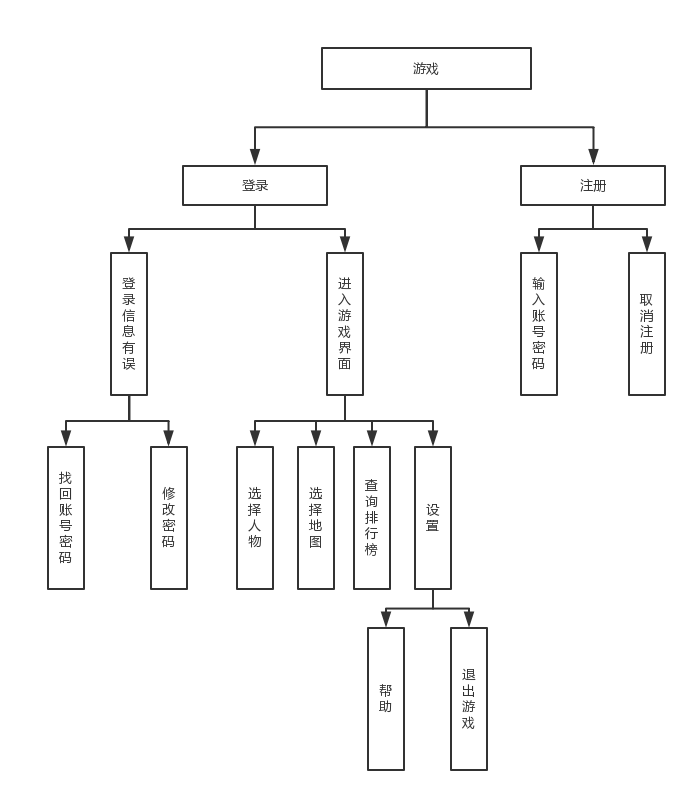 游戏
登录
注册
登录信息有误
进入游戏界面
输入账号密码
取消注册
找回账号密码
修改密码
选择人物
选择地图
查询排行榜
设置
帮助
退出游戏